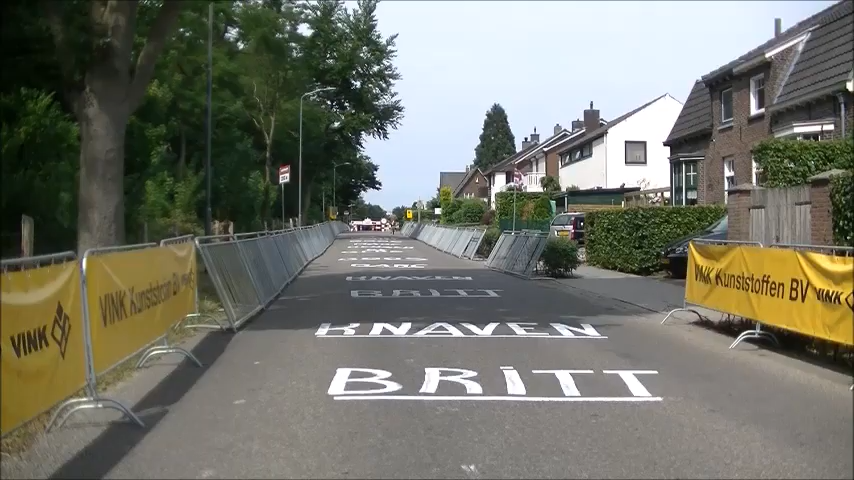 VINK
VINK Kunststoffen BV
VINK Kunststoffen BV
VINK
BRITT
KNAVEN
BRITT
KNAVEN